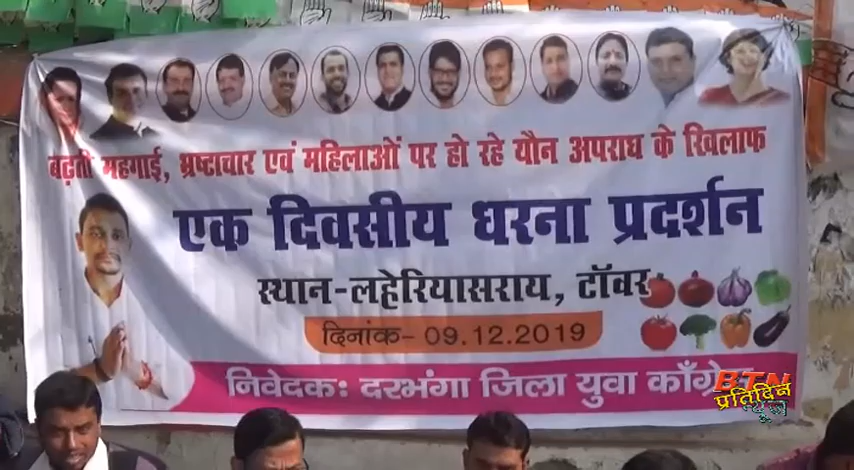 बढ़ती महगाई, भ्रष्टाचार एवं महिलाओं पर हो रहे यौन अपराध के खिलाफ
एक दिवसीय धरना प्रदर्शन
स्थान-लहेरियासराय, टॉवर
दिनांक- 09.12.2019
निवेदकः दरभंगा जिला युवा काँग्रेस
BTN
प्रतिदिन
न्यूज